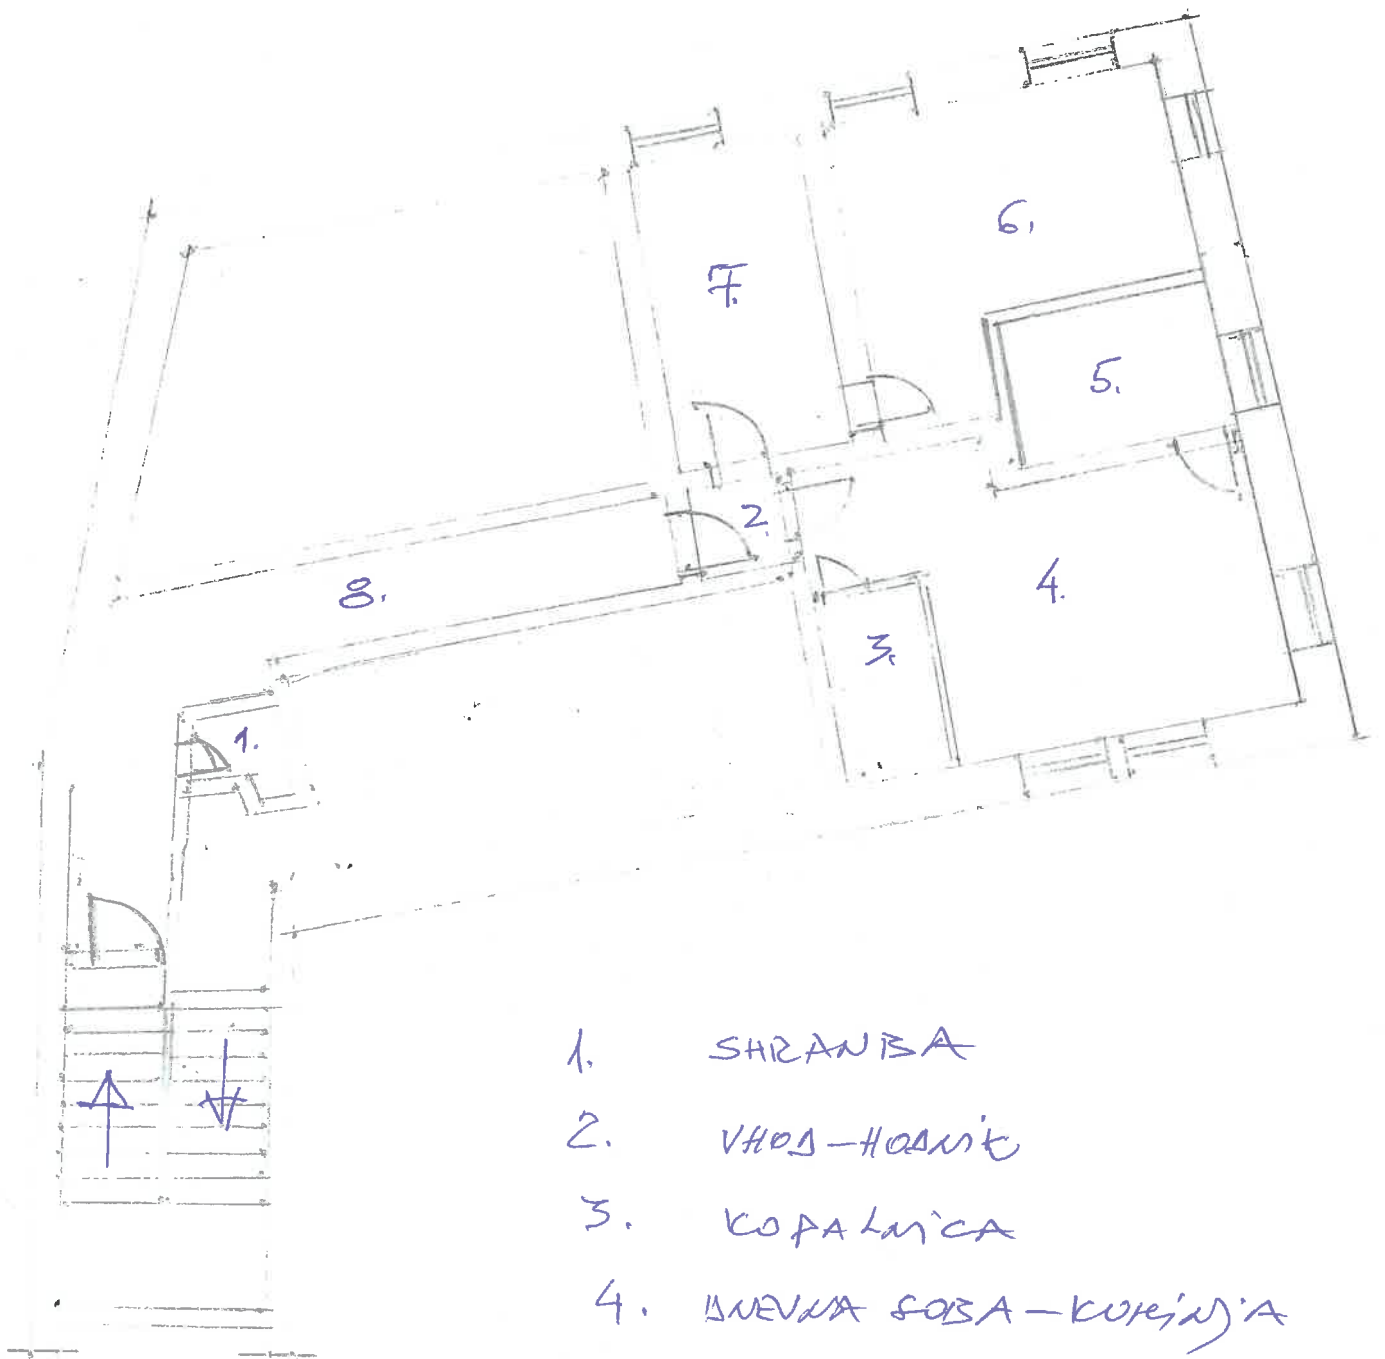 6.
7.
5.
2.
8.
4.
3.
1.
1. SHRANBA
2. VHOD-HODNIK
3. KOPALNICA
4. DNEVNA SOBA-KUHINJA